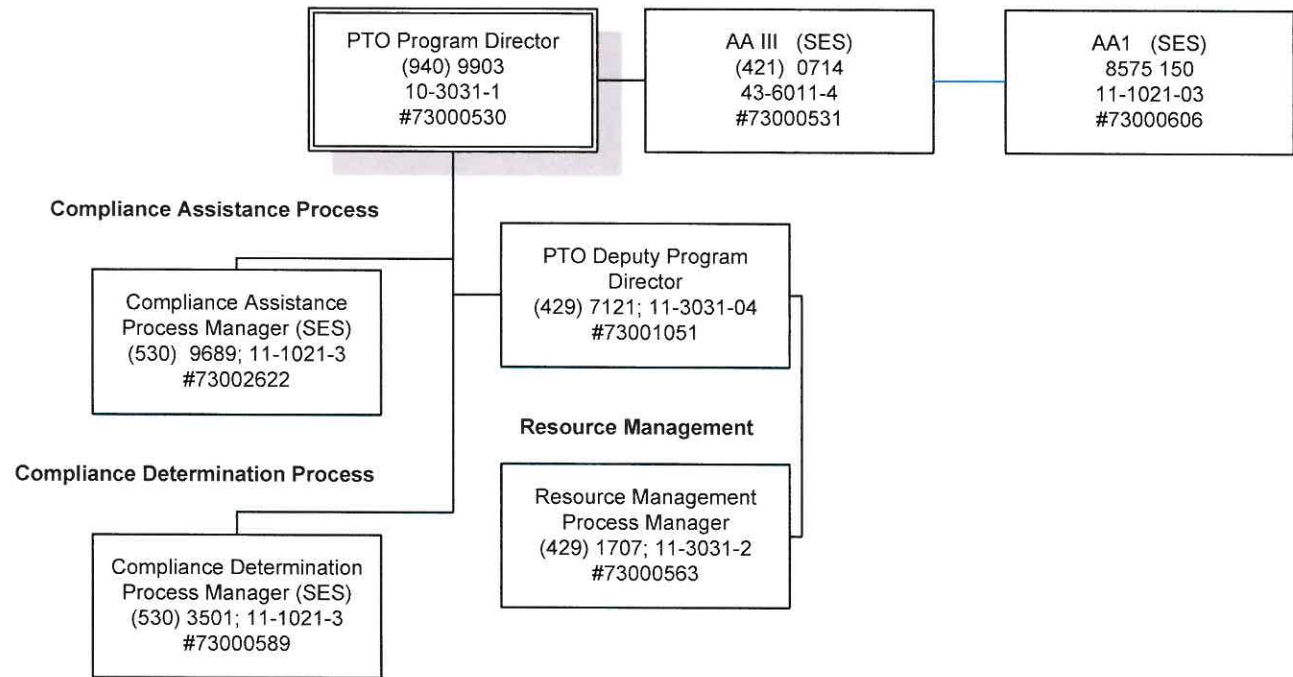 PTO Program Director
(940) 9903
10-3031-1
#73000530
AA III (SES)
(421) 0714
43-6011-4
#73000531
AA1 (SES)
8575 150
11-1021-03
#73000606
Compliance Assistance Process
Compliance Assistance
Process Manager (SES)
(530) 9689; 11-1021-3
#73002622
PTO Deputy Program
Director
(429) 7121; 11-3031-04
#73001051
Resource Management
Resource Management
Process Manager
(429) 1707; 11-3031-2
#73000563
Compliance Determination Process
Compliance Determination
Process Manager (SES)
(530) 3501; 11-1021-3
#73000589